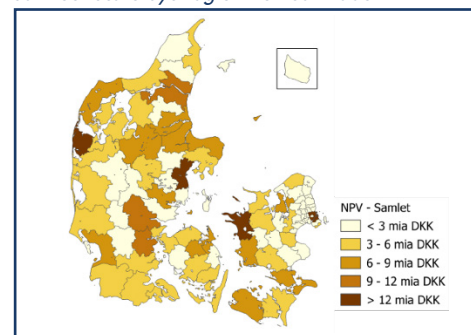 NPV - Samlet
< 3 mia DKK
3 - 6 mia DKK
6 - 9 mia DKK
9 - 12 mia DKK
> 12 mia DKK